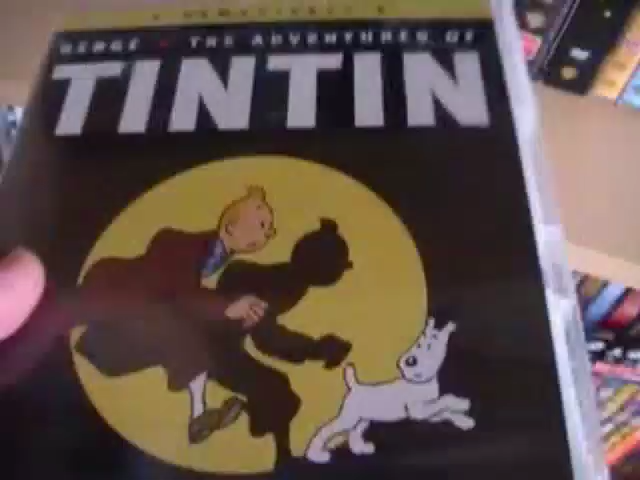 HERGÉ • THE ADVENTURES OF
TINTIN